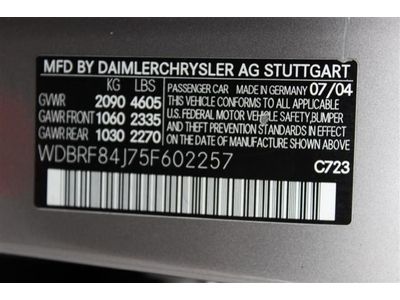 MFD BY DAIMLERCHRYSLER AG STUTTGART
KG LBS
GVWR 2090 4605
GAWR FRONT 1060 2335
GAWR REAR 1030 2270
PASSENGER CAR MADE IN GERMANY 07/04
THIS VEHICLE CONFORMS TO ALL APPLICABLE
U.S. FEDERAL MOTOR VEHICLE SAFETY, BUMPER
AND THEFT PREVENTION STANDARDS IN EFFECT
ON THE DATE OF MANUFACTURE SHOWN ABOVE
WDBRF84J75F602257
C723